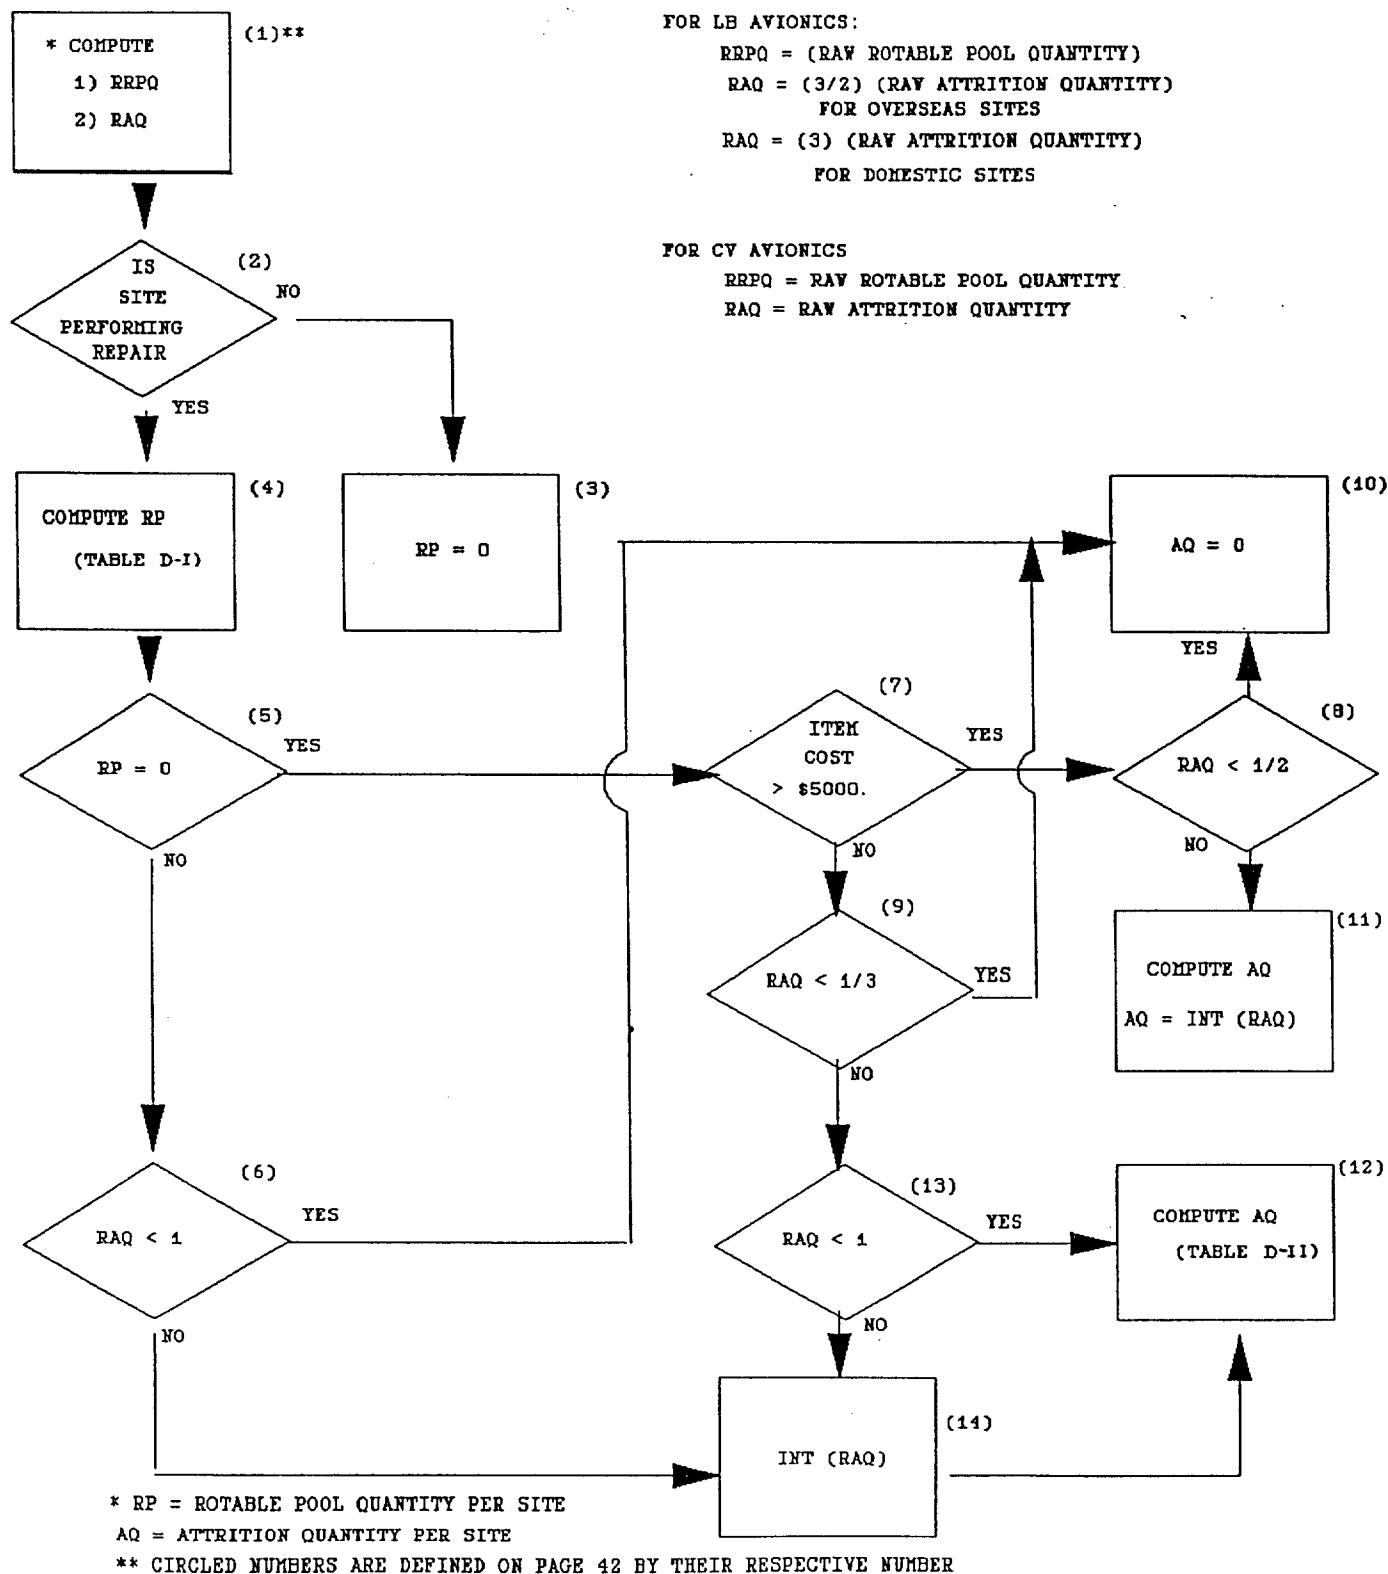 * COMPUTE
1) RRPQ
2) RAQ
(1)**
FOR LB AVIONICS:
RRPQ = (RAW ROTABLE POOL QUANTITY)
RAQ = (3/2) (RAW ATTRITION QUANTITY)
FOR OVERSEAS SITES
RAQ = (3) (RAW ATTRITION QUANTITY)
FOR DOMESTIC SITES
FOR CV AVIONICS
RRPQ = RAW ROTABLE POOL QUANTITY
RAQ = RAW ATTRITION QUANTITY
(2)
IS
SITE
PERFORMING
REPAIR
NO
YES
(4)
COMPUTE RP
(TABLE D-I)
(3)
RP = 0
(10)
AQ = 0
YES
(5)
RP = 0
YES
NO
(7)
ITEM
COST
> $5000.
YES
NO
(8)
RAQ < 1/2
NO
(9)
RAQ < 1/3
YES
NO
(11)
COMPUTE AQ
AQ = INT (RAQ)
(6)
RAQ < 1
YES
NO
(13)
RAQ < 1
YES
NO
(12)
COMPUTE AQ
(TABLE D-II)
(14)
INT (RAQ)
* RP = ROTABLE POOL QUANTITY PER SITE
AQ = ATTRITION QUANTITY PER SITE
** CIRCLED NUMBERS ARE DEFINED ON PAGE 42 BY THEIR RESPECTIVE NUMBER